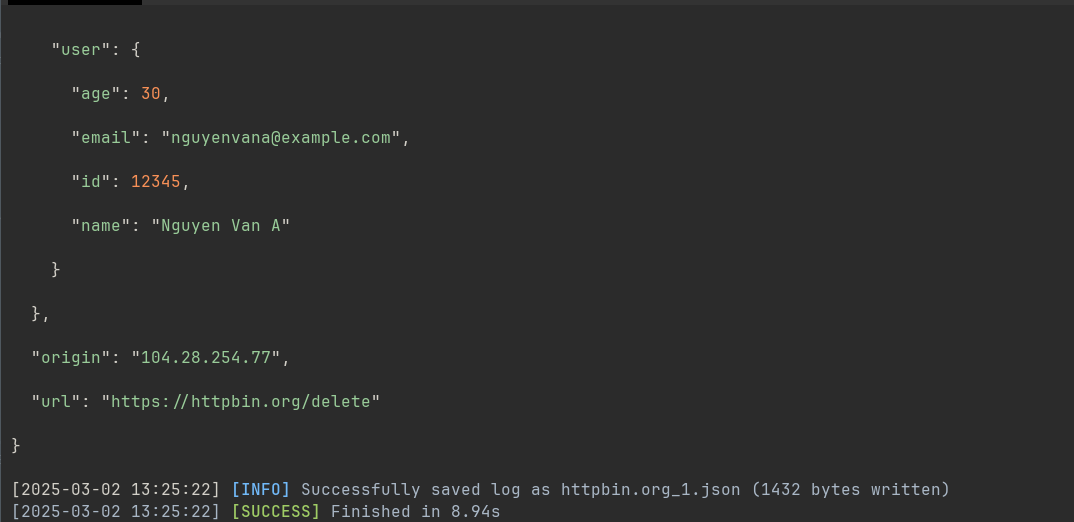 "user": {
"age": 30,
"email": "nguyenvana@example.com",
"id": 12345,
"name": "Nguyen Van A"
}
},
"origin": "104.28.254.77",
"url": "https://httpbin.org/delete"
}
[2025-03-02 13:25:22] [INFO] Successfully saved log as httpbin.org_1.json (1432 bytes written)
[2025-03-02 13:25:22] [SUCCESS] Finished in 8.94s